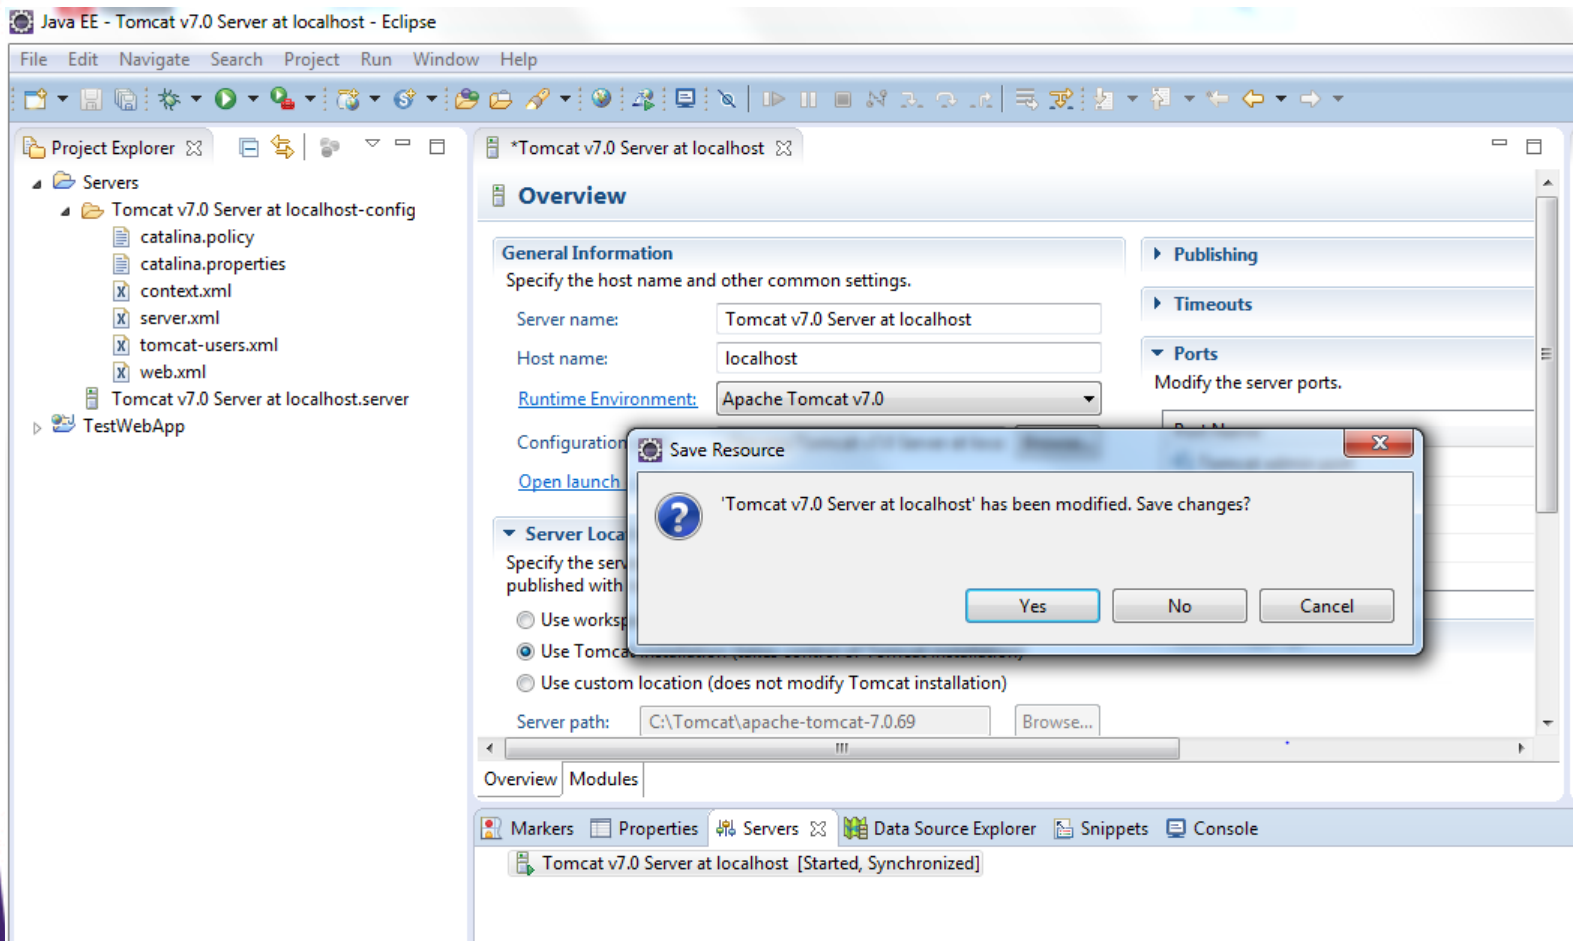 Java EE - Tomcat v7.0 Server at localhost - Eclipse
File Edit Navigate Search Project Run Window Help
Project Explorer
Servers
Tomcat v7.0 Server at localhost-config
catalina.policy
catalina.properties
context.xml
server.xml
tomcat-users.xml
web.xml
Tomcat v7.0 Server at localhost.server
TestWebApp
*Tomcat v7.0 Server at localhost
Overview
General Information
Specify the host name and other common settings.
Server name: Tomcat v7.0 Server at localhost
Host name: localhost
Runtime Environment: Apache Tomcat v7.0
Configuration
Open launch
Publishing
Timeouts
Ports
Modify the server ports.
Save Resource
'Tomcat v7.0 Server at localhost' has been modified. Save changes?
Yes No Cancel
Server Loca
Specify the serv
published with
Use worksp
Use Tomca
Use custom location (does not modify Tomcat installation)
Server path: C:\Tomcat\apache-tomcat-7.0.69 Browse...
Overview Modules
Markers Properties Servers Data Source Explorer Snippets Console
Tomcat v7.0 Server at localhost [Started, Synchronized]